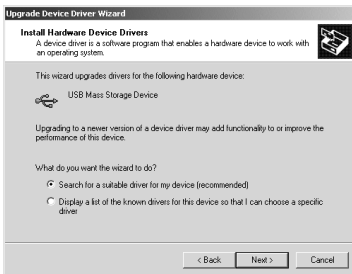 Upgrade Device Driver Wizard
Install Hardware Device Drivers
A device driver is a software program that enables a hardware device to work with
an operating system.
This wizard upgrades drivers for the following hardware device:
USB Mass Storage Device
Upgrading to a newer version of a device driver may add functionality to or improve the
performance of this device.
What do you want the wizard to do?
Search for a suitable driver for my device (recommended)
Display a list of the known drivers for this device so that I can choose a specific
driver
< Back Next > Cancel